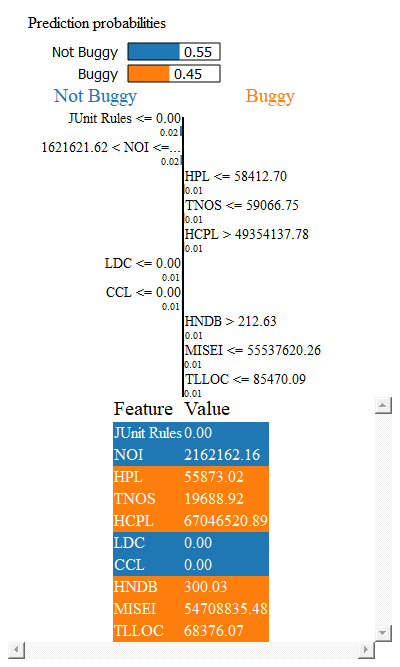 Prediction probabilities
Not Buggy 0.55
Buggy 0.45
Not Buggy Buggy
JUnit Rules <= 0.00
0.02
1621621.62 < NOI <=...
0.02
HPL <= 58412.70
0.01
TNOS <= 59066.75
0.01
HCPL > 49354137.78
0.01
LDC <= 0.00
0.01
CCL <= 0.00
0.01
HNDB > 212.63
0.01
MISEI <= 55537620.26
0.01
TLLOC <= 85470.09
0.01
Feature Value
JUnit Rules 0.00
NOI 2162162.16
HPL 55873.02
TNOS 19688.92
HCPL 67046520.89
LDC 0.00
CCL 0.00
HNDB 300.03
MISEI 54708835.48
TLLOC 68376.07